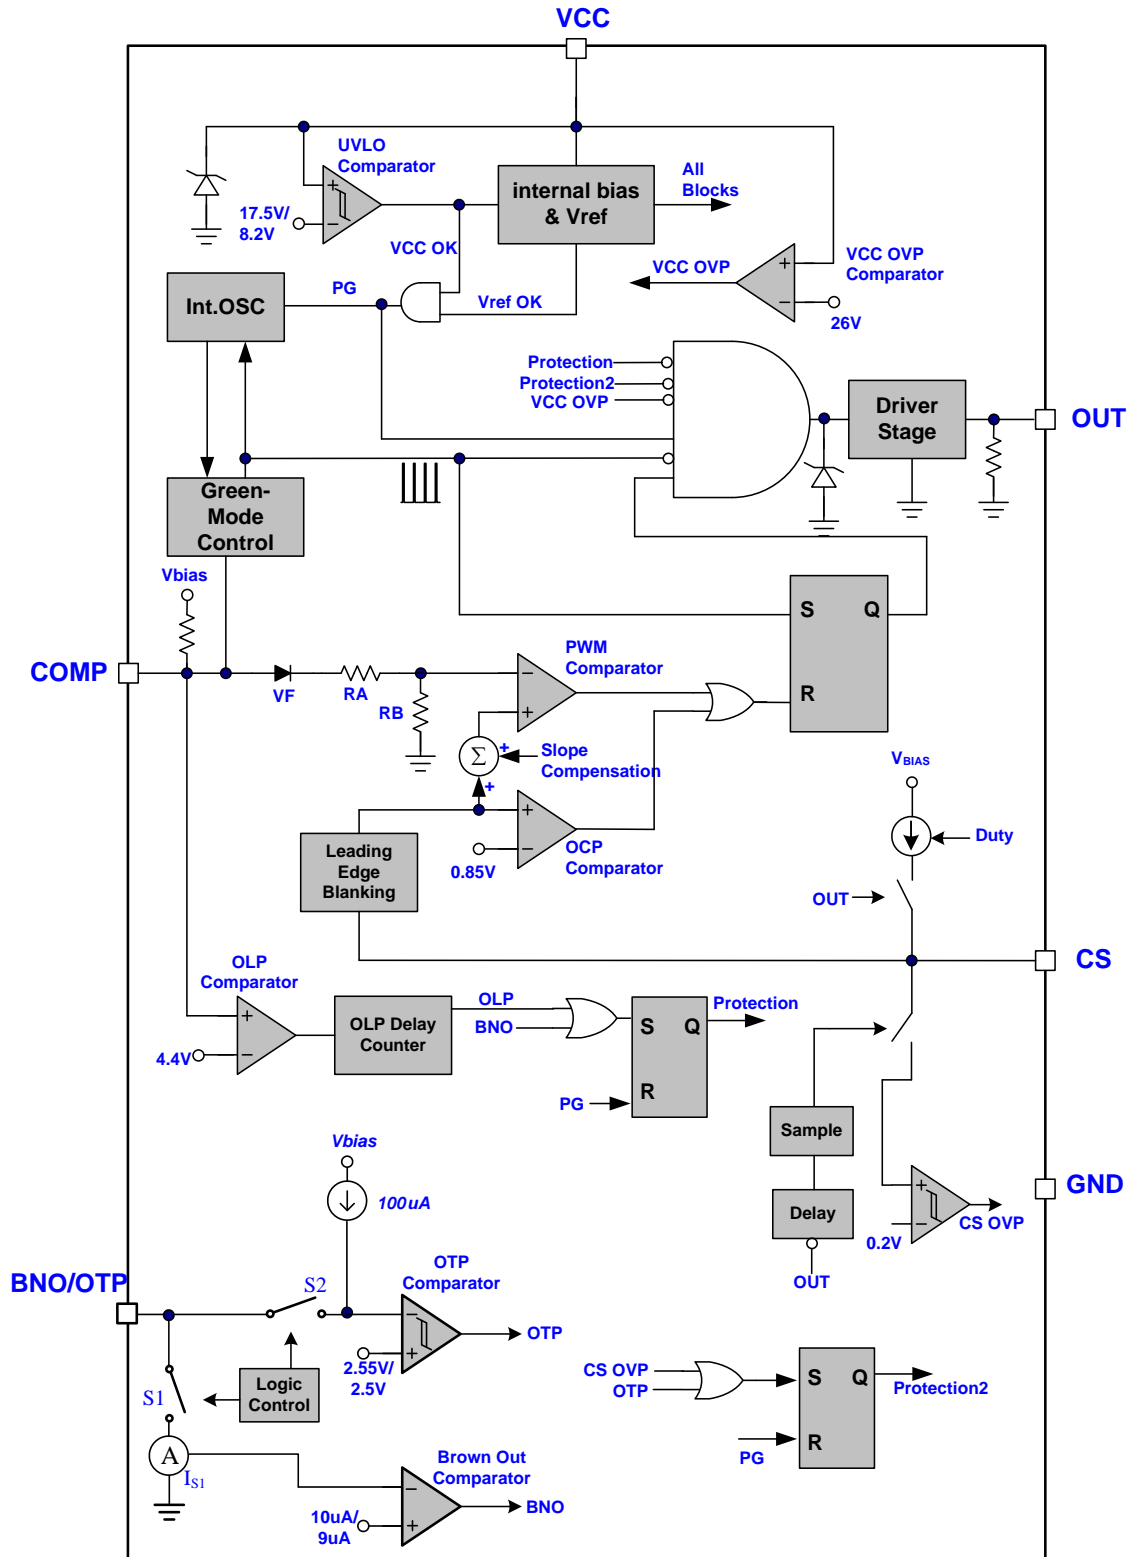 VCC
UVLO
Comparator
+
−
17.5V/
8.2V
internal bias
& Vref
All
Blocks
VCC OK
VCC OVP
+
−
VCC OVP
Comparator
26V
Int.OSC
PG
Vref OK
Protection
Protection2
VCC OVP
Driver
Stage
OUT
Green-
Mode
Control
Vbias
S Q
R
COMP
VF
RA
RB
−
+
PWM
Comparator
Σ
+
+
Slope
Compensation
VBIAS
Duty
Leading
Edge
Blanking
+
−
0.85V
OCP
Comparator
OUT
CS
OLP
Comparator
+
−
4.4V
OLP Delay
Counter
OLP
BNO
S Q
R
Protection
PG
Sample
Delay
OUT
+
−
0.2V
CS OVP
GND
Vbias
100uA
BNO/OTP
S2
OTP
Comparator
−
+
OTP
2.55V/
2.5V
S1
Logic
Control
A
IS1
CS OVP
OTP
S Q
R
Protection2
PG
Brown Out
Comparator
−
+
BNO
10uA/
9uA